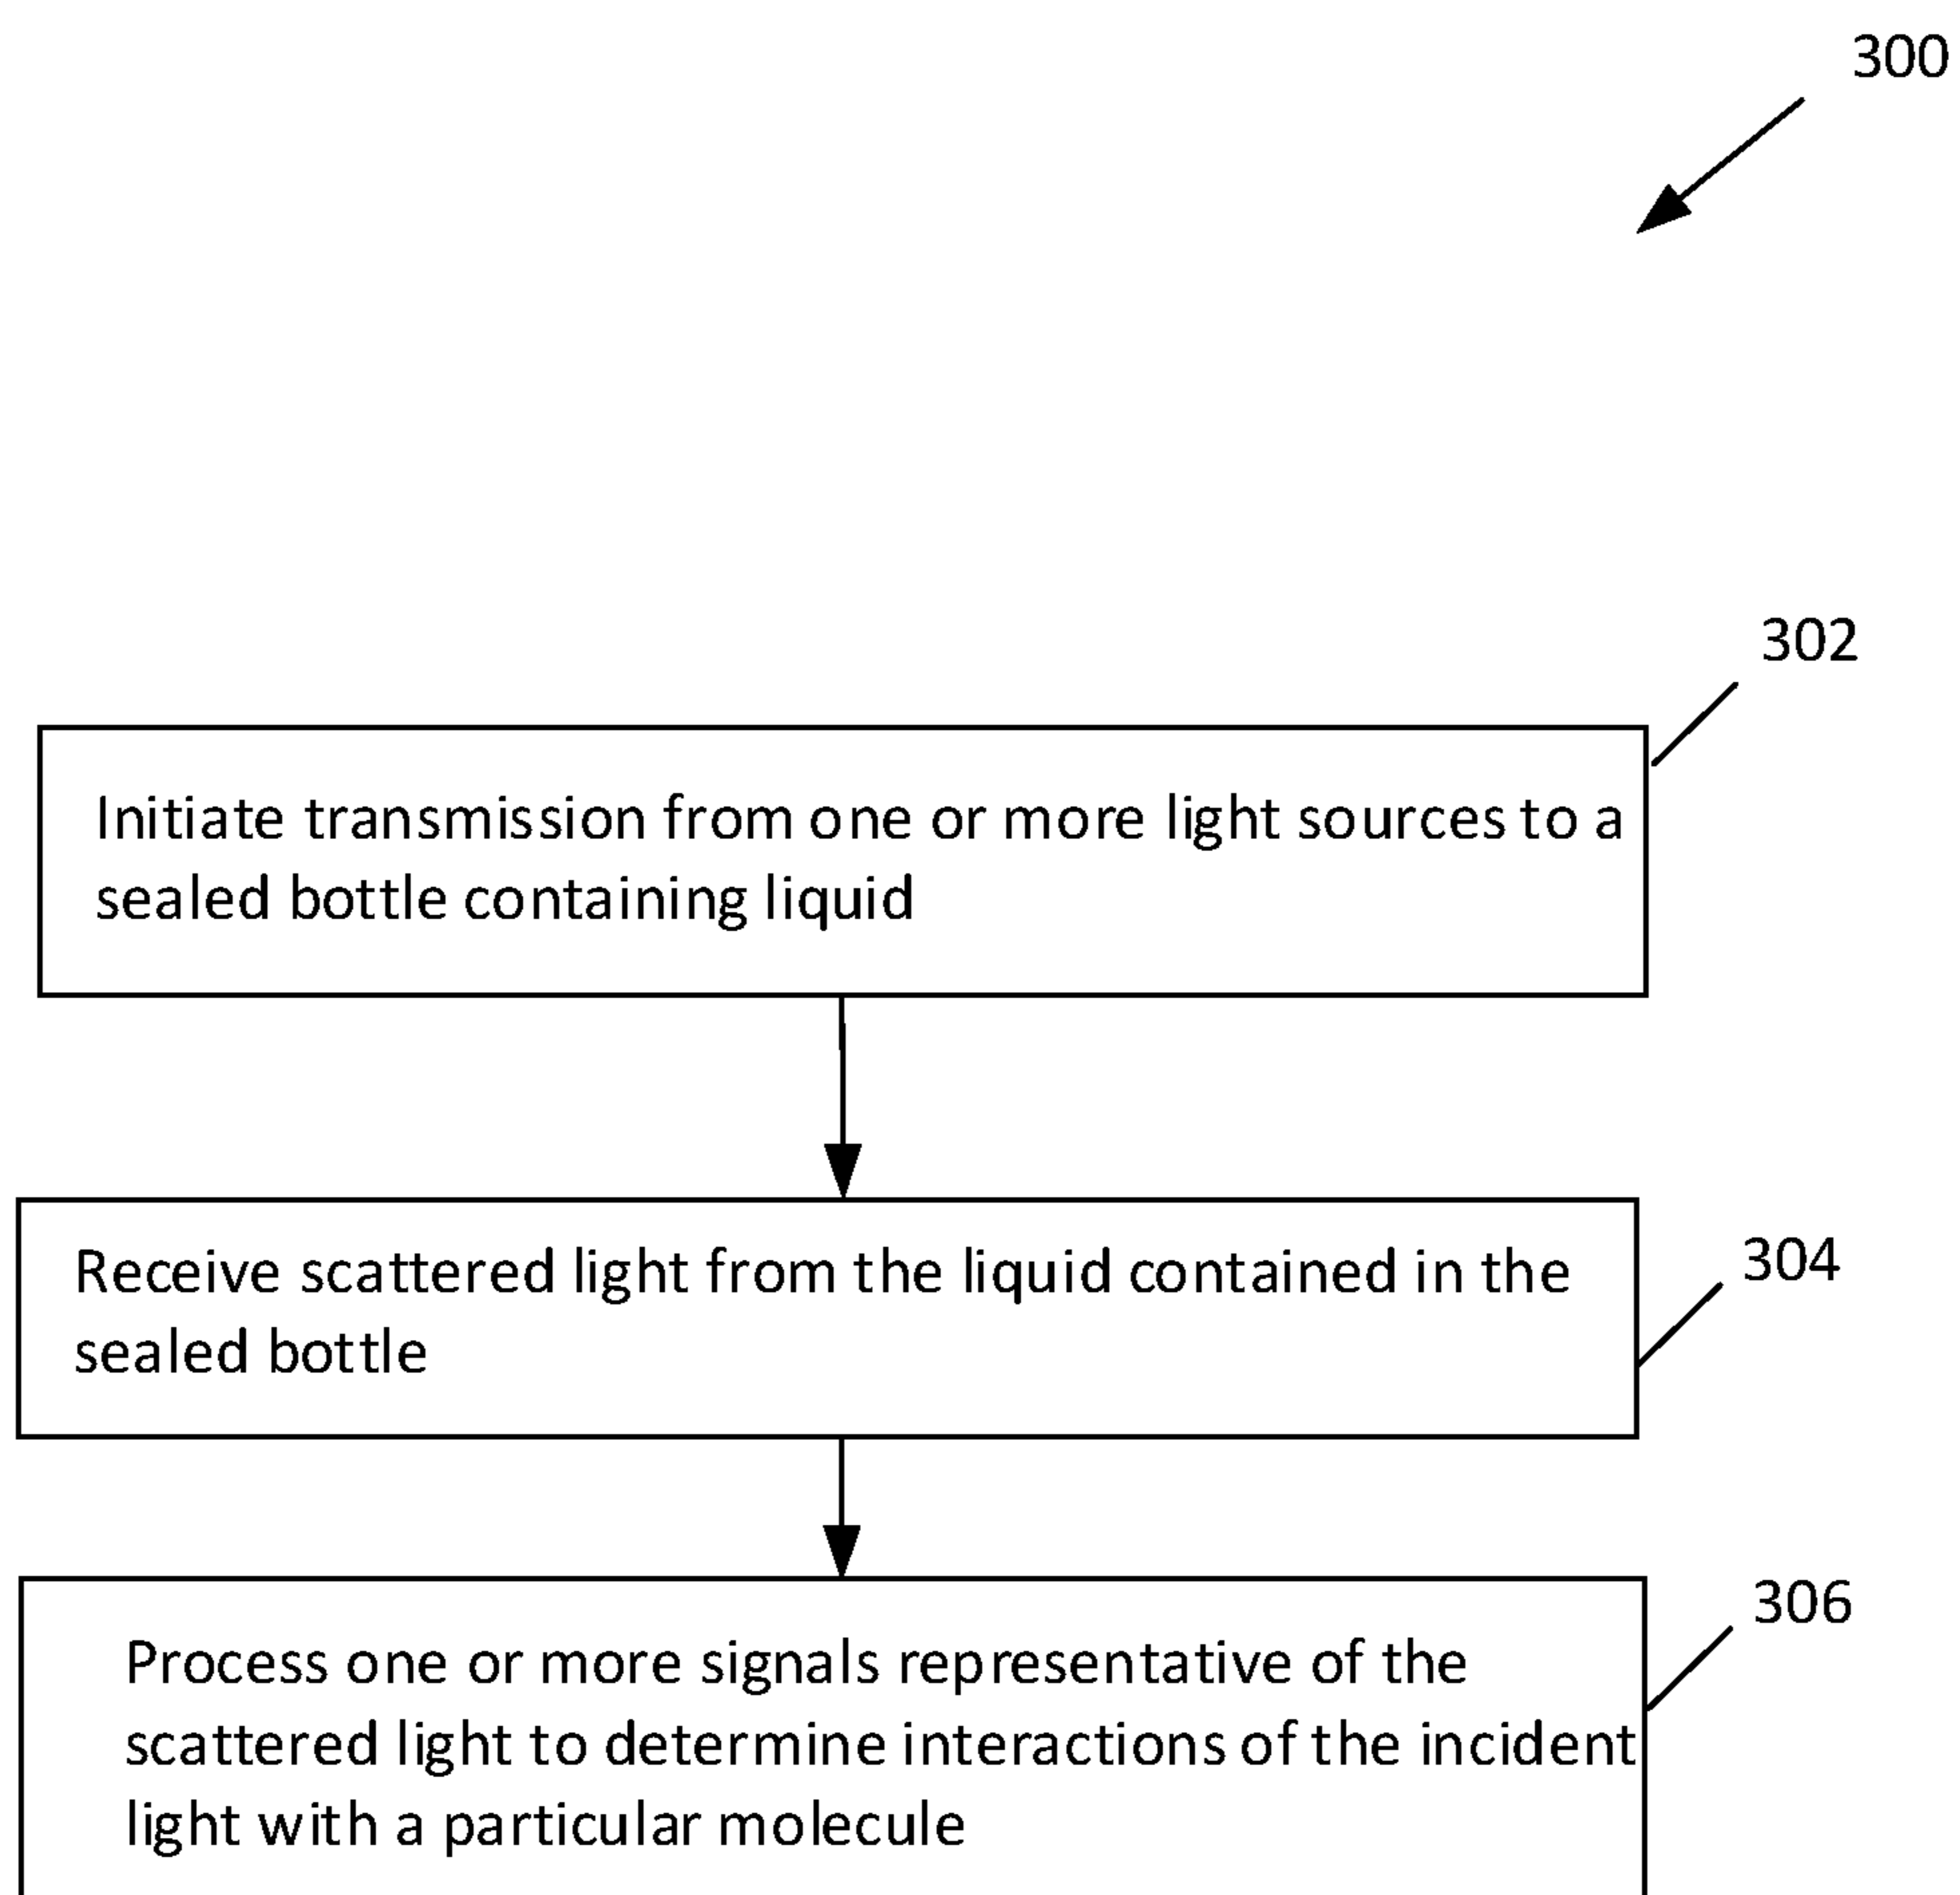 300
302
Initiate transmission from one or more light sources to a
sealed bottle containing liquid
304
Receive scattered light from the liquid contained in the
sealed bottle
306
Process one or more signals representative of the
scattered light to determine interactions of the incident
light with a particular molecule